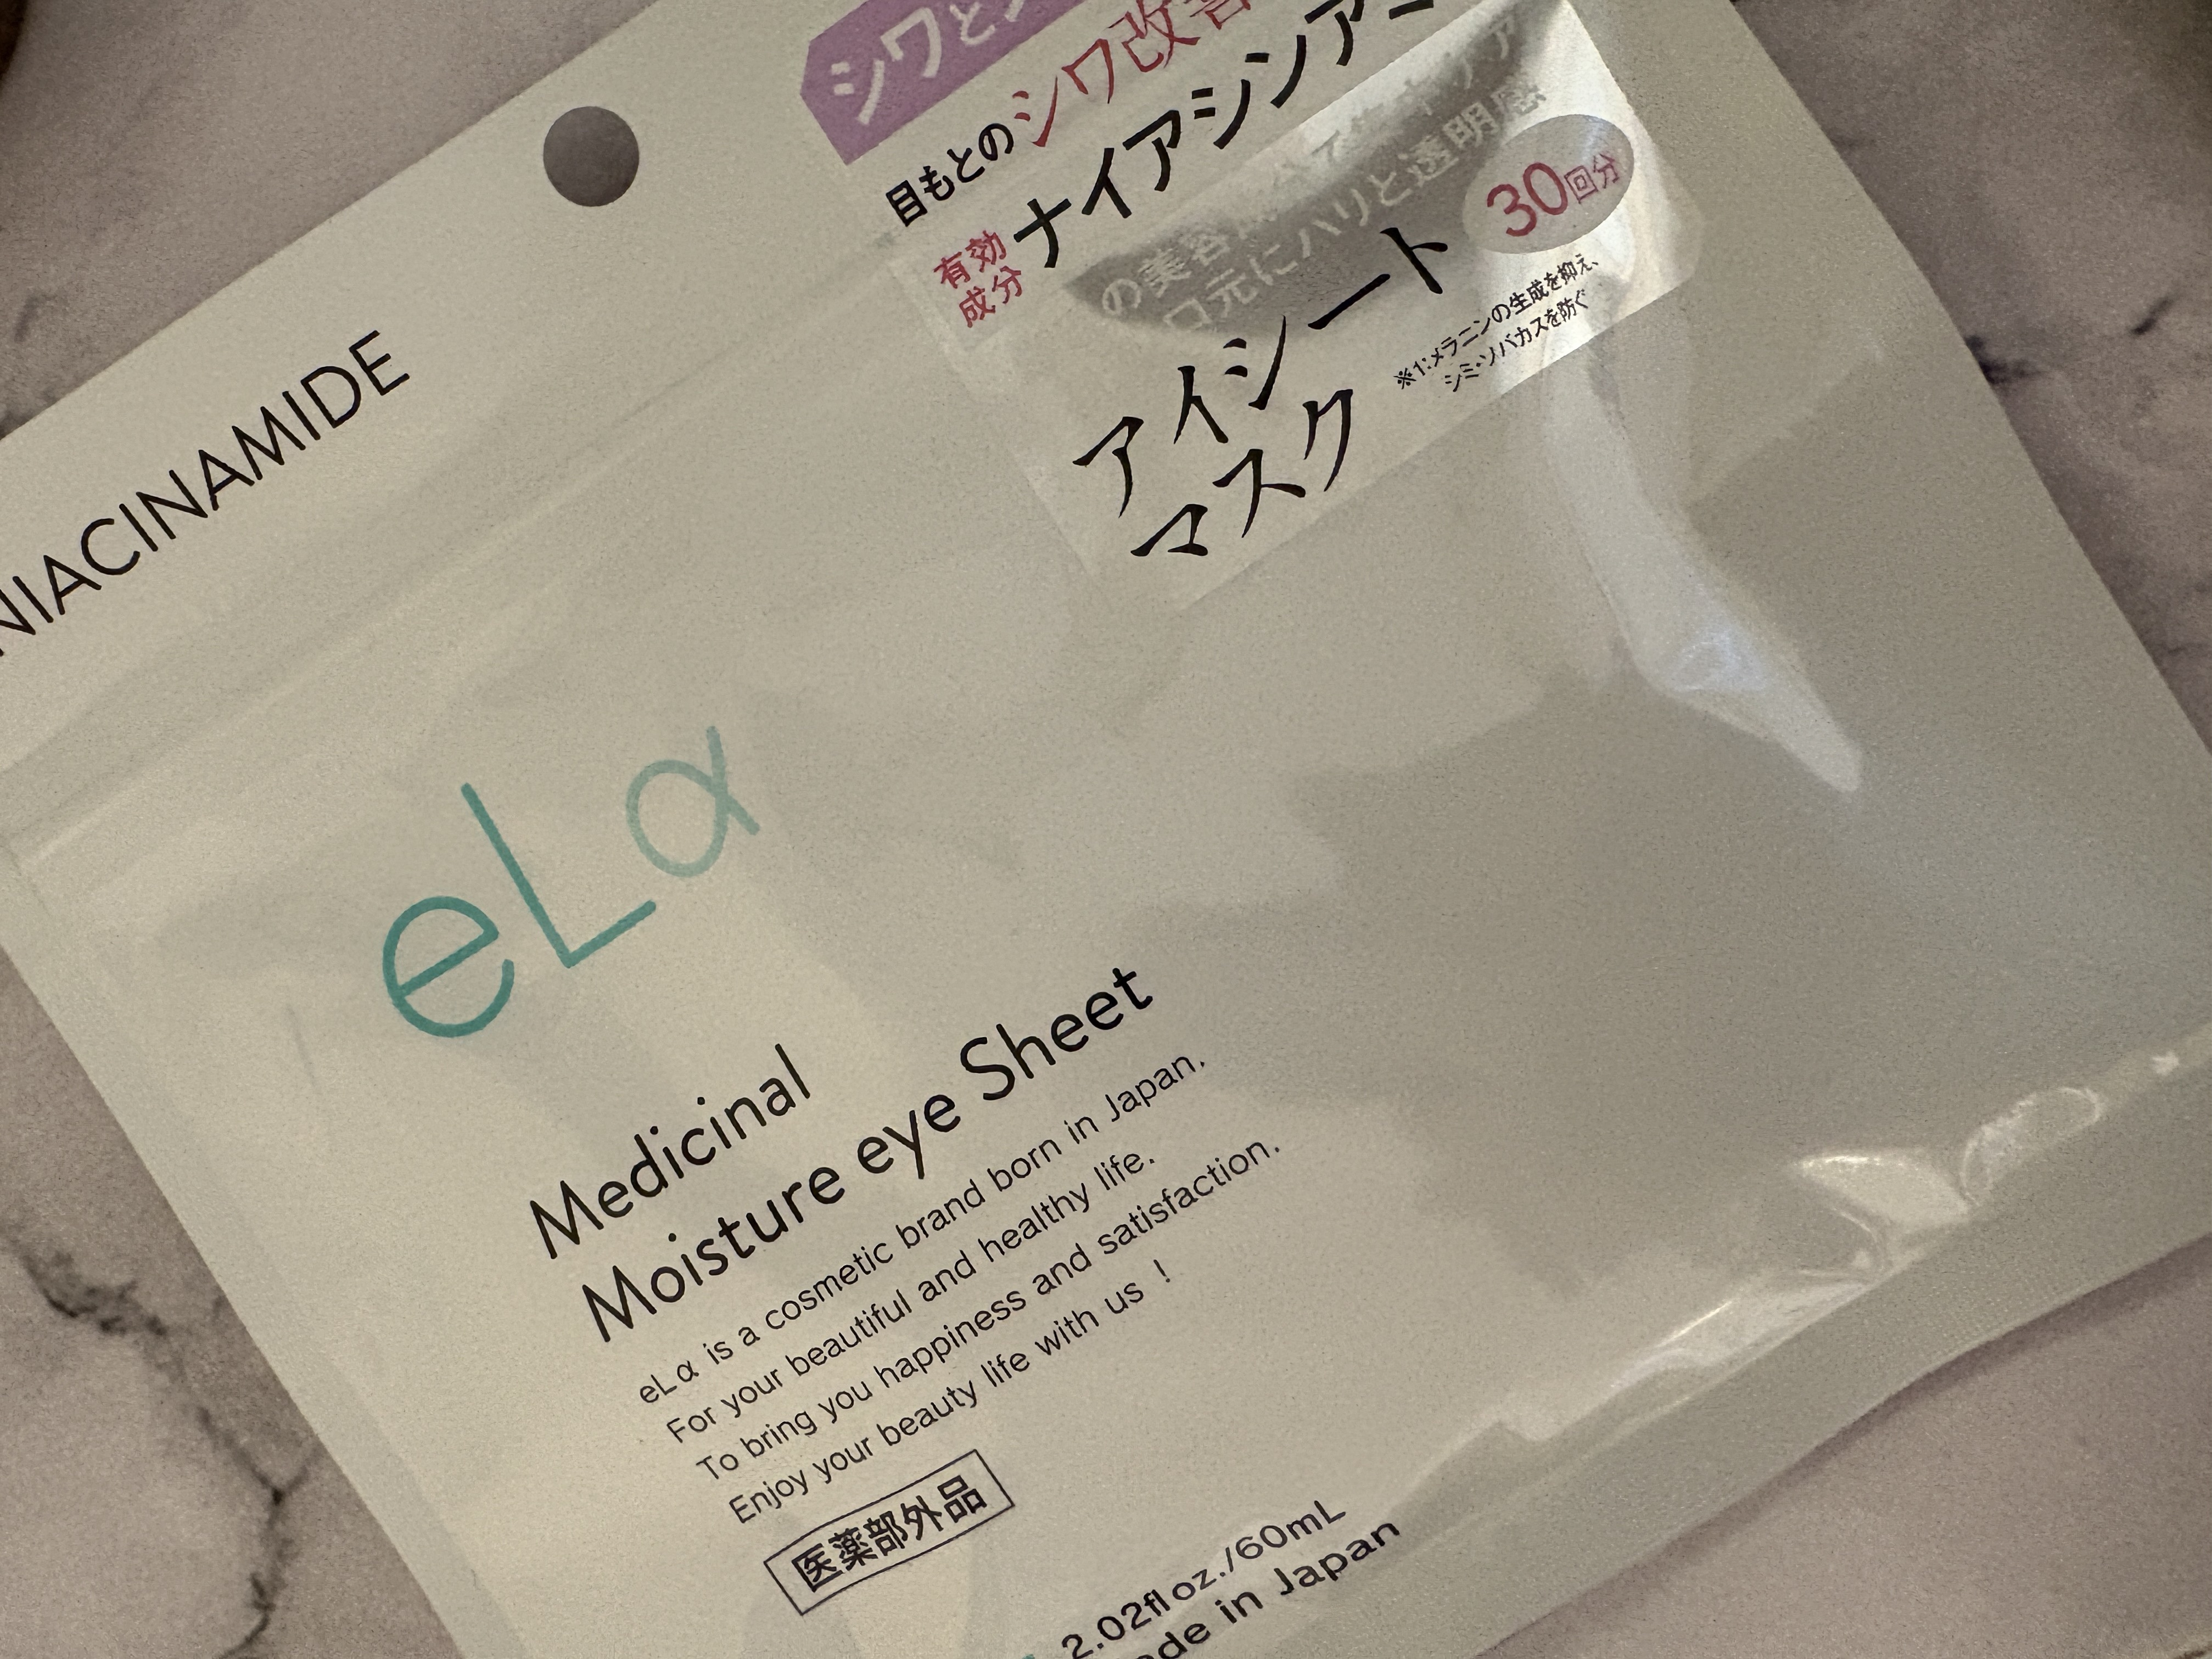 NIACINAMIDE
シワと
目もとのシワ改善
有効
成分
ナイアシンア
の美容
口元にハリと透明感
アイシート
マスク
30回分
※1:メラニンの生成を抑え、
シミ・ソバカスを防ぐ
eLα
Medicinal
Moisture eye Sheet
eLα is a cosmetic brand born in Japan.
For your beautiful and healthy life.
To bring you happiness and satisfaction.
Enjoy your beauty life with us !
医薬部外品
2.02fl oz./60mL
ade in Japan